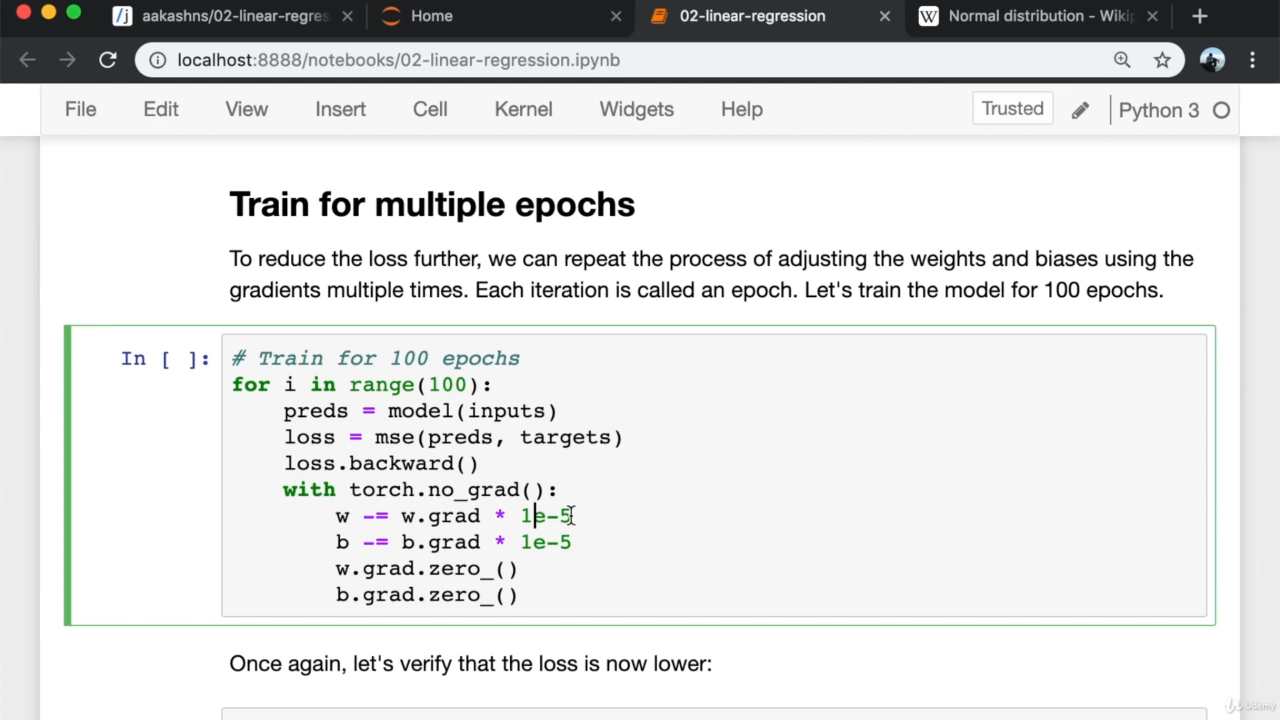 aakashns/02-linear-regres
Home
02-linear-regression
Normal distribution - Wikip
localhost:8888/notebooks/02-linear-regression.ipynb
File Edit View Insert Cell Kernel Widgets Help Trusted Python 3
Train for multiple epochs
To reduce the loss further, we can repeat the process of adjusting the weights and biases using the
gradients multiple times. Each iteration is called an epoch. Let's train the model for 100 epochs.
In [ ]:
# Train for 100 epochs
for i in range(100):
    preds = model(inputs)
    loss = mse(preds, targets)
    loss.backward()
    with torch.no_grad():
        w -= w.grad * 1e-5
        b -= b.grad * 1e-5
        w.grad.zero_()
        b.grad.zero_()
Once again, let's verify that the loss is now lower:
Udemy